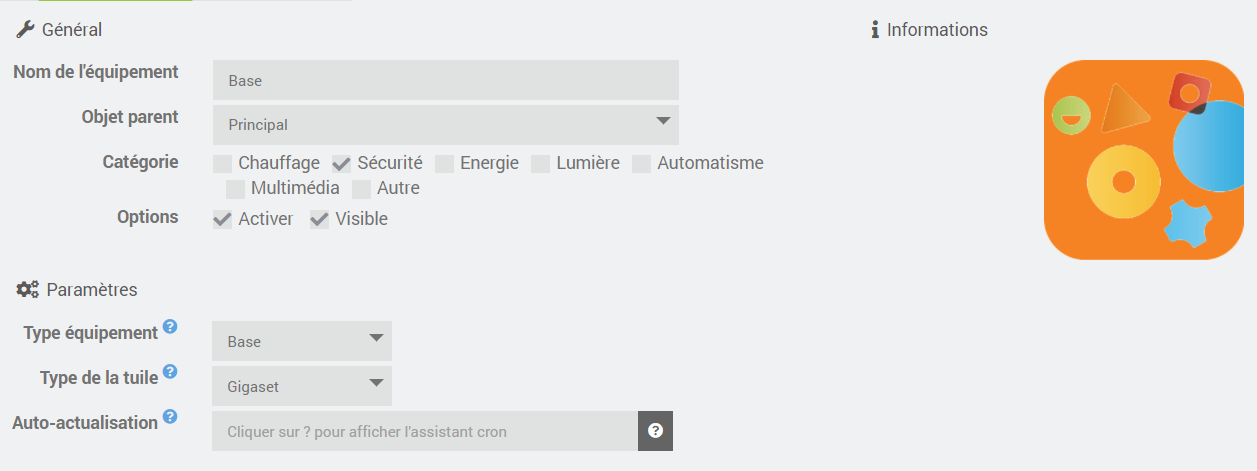 Général
Informations
Nom de l'équipement
Base
Objet parent
Principal
Catégorie
Chauffage Sécurité Energie Lumière Automatisme
Multimédia Autre
Options
Activer Visible
Paramètres
Type équipement ?
Base
Type de la tuile ?
Gigaset
Auto-actualisation ?
Cliquer sur ? pour afficher l'assistant cron ?